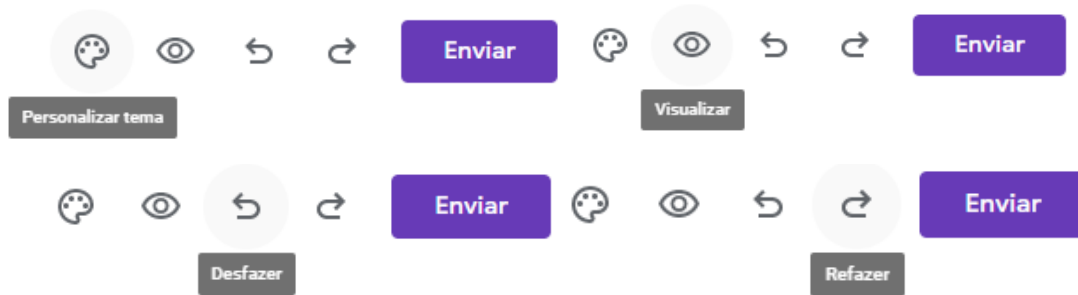 Enviar
Personalizar tema
Enviar
Visualizar
Enviar
Desfazer
Enviar
Refazer